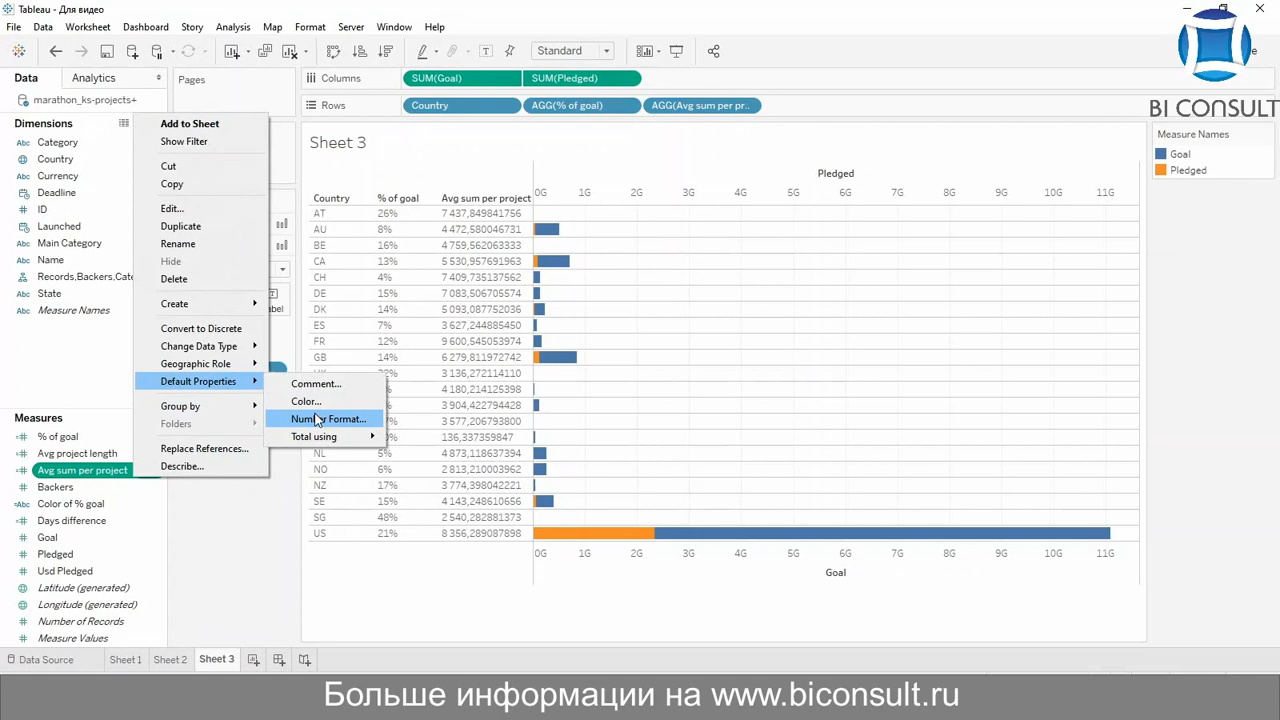 Tableau - Для видео
File Data Worksheet Dashboard Story Analysis Map Format Server Window Help
Standard
Data Analytics
marathon_ks-projects+
Dimensions
Abc Category
Country
Abc Currency
Deadline
ID
Launched
Abc Main Category
Abc Name
Records,Backers,Cate
Abc State
Abc Measure Names
Measures
% of goal
Avg project length
Avg sum per project
Backers
=Abc Color of % goal
Days difference
Goal
Pledged
Usd Pledged
Latitude (generated)
Longitude (generated)
Number of Records
Measure Values
Pages
Add to Sheet
Show Filter
Cut
Copy
Edit...
Duplicate
Rename
Hide
Delete
Create
Convert to Discrete
Change Data Type
Geographic Role
Default Properties
Group by
Folders
Replace References...
Describe...
Comment...
Color...
Number Format...
Total using
Columns SUM(Goal) SUM(Pledged)
Rows Country AGG(% of goal) AGG(Avg sum per pr..
BI CONSULT
Sheet 3
Measure Names
Goal
Pledged
Pledged
0G 1G 2G 3G 4G 5G 6G 7G 8G 9G 10G 11G
Country % of goal Avg sum per project
AT 26% 7 437,849841756
AU 8% 4 472,580046731
BE 16% 4 759,562063333
CA 13% 5 530,957691963
CH 4% 7 409,735137562
DE 15% 7 083,506705574
DK 14% 5 093,087752036
ES 7% 3 627,244885450
FR 12% 9 600,545053974
GB 14% 6 279,811972742
3 136,272114110
4 180,214125398
3 904,422794428
3 577,206793800
136,337359847
NL 5% 4 873,118637394
NO 6% 2 813,210003962
NZ 17% 3 774,398042221
SE 15% 4 143,248610656
SG 48% 2 540,282881373
US 21% 8 356,289087898
0G 1G 2G 3G 4G 5G 6G 7G 8G 9G 10G 11G
Goal
Data Source Sheet 1 Sheet 2 Sheet 3
Больше информации на www.biconsult.ru